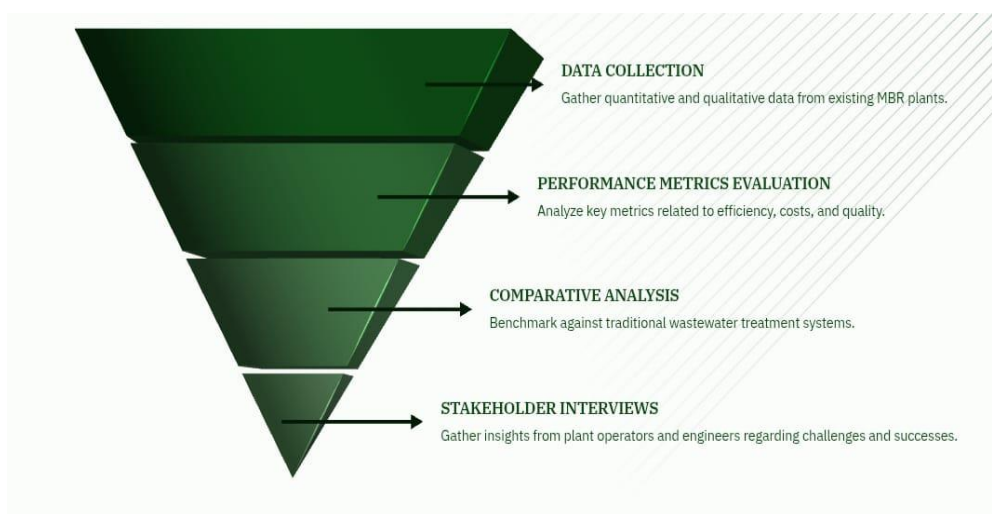 DATA COLLECTION
Gather quantitative and qualitative data from existing MBR plants.
PERFORMANCE METRICS EVALUATION
Analyze key metrics related to efficiency, costs, and quality.
COMPARATIVE ANALYSIS
Benchmark against traditional wastewater treatment systems.
STAKEHOLDER INTERVIEWS
Gather insights from plant operators and engineers regarding challenges and successes.